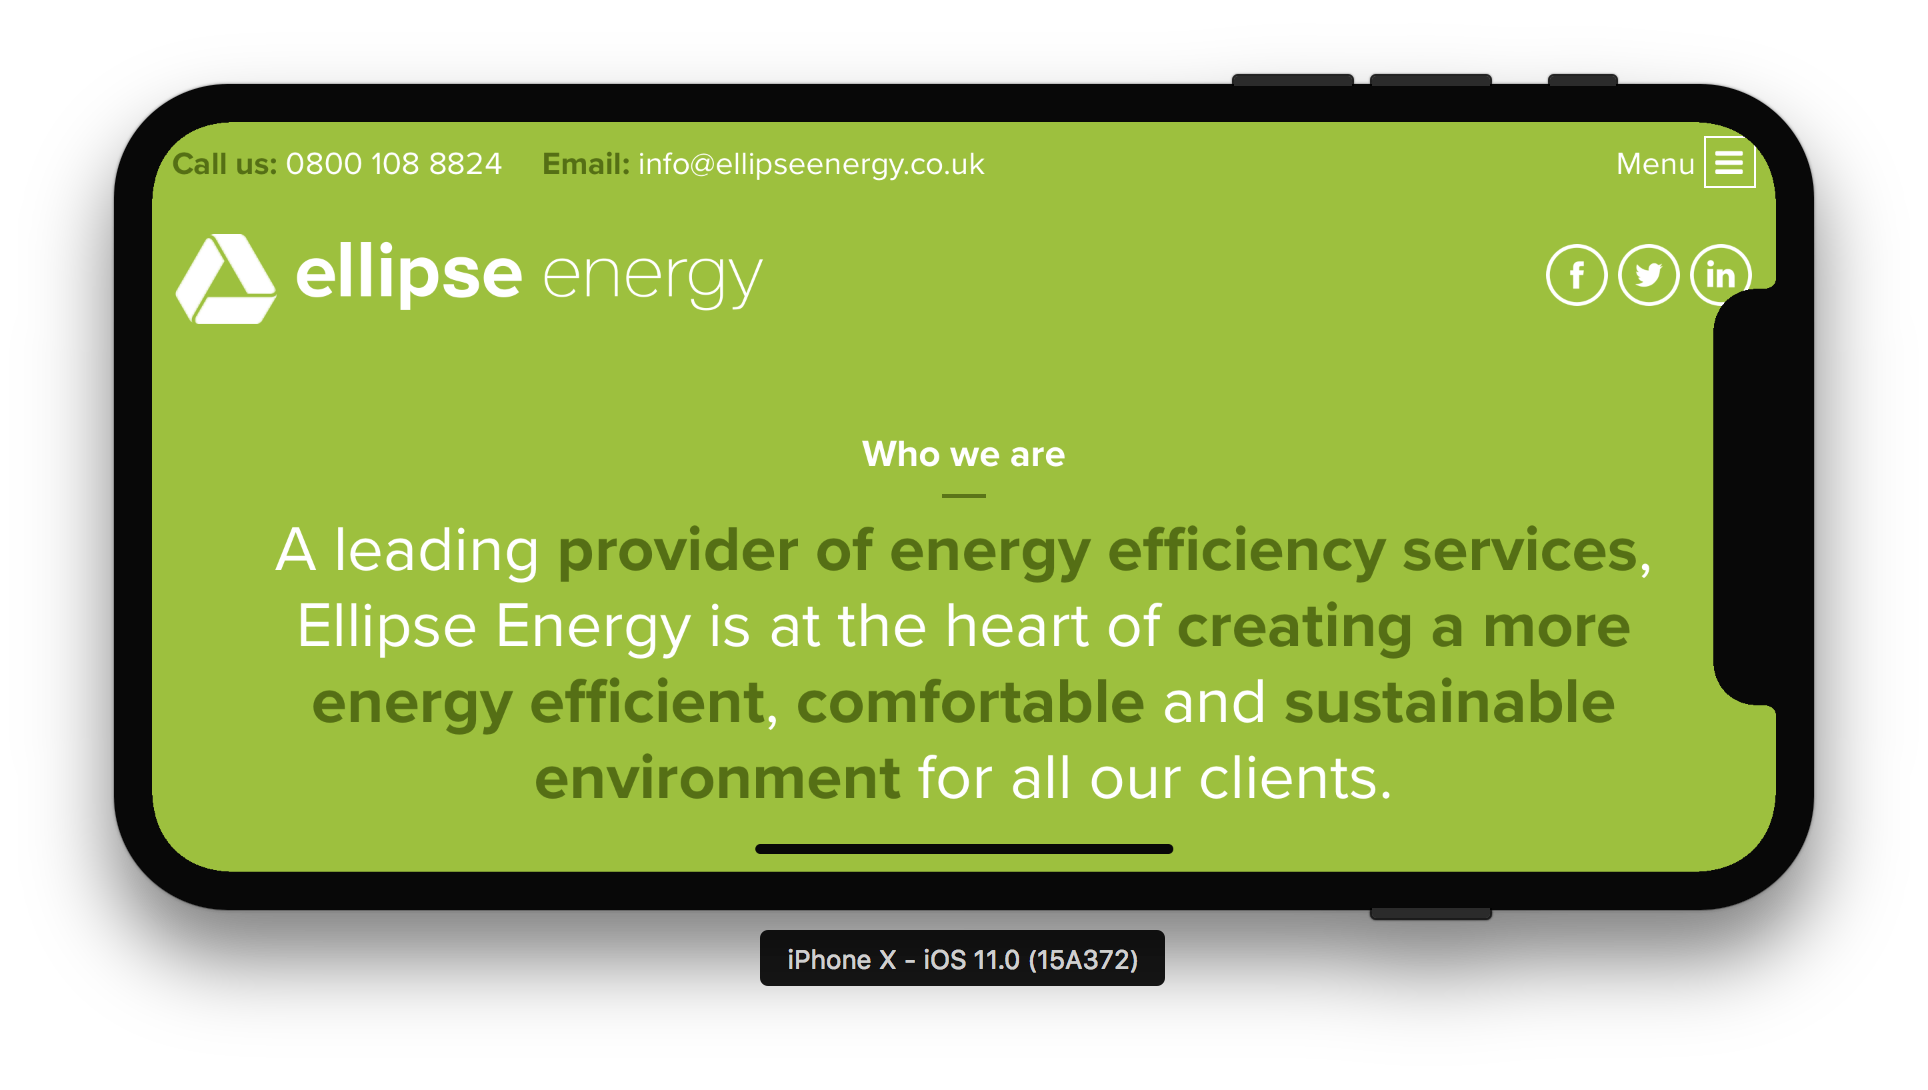 Call us: 0800 108 8824 Email: info@ellipseenergy.co.uk Menu
ellipse energy
f in
Who we are
A leading provider of energy efficiency services,
Ellipse Energy is at the heart of creating a more
energy efficient, comfortable and sustainable
environment for all our clients.
iPhone X - iOS 11.0 (15A372)